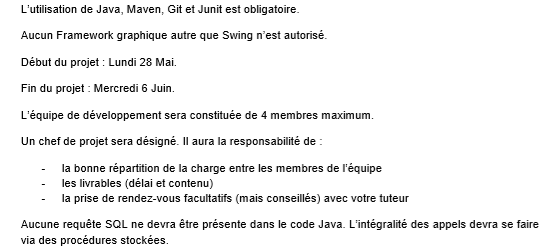 L'utilisation de Java, Maven, Git et Junit est obligatoire.
Aucun Framework graphique autre que Swing n'est autorisé.
Début du projet : Lundi 28 Mai.
Fin du projet : Mercredi 6 Juin.
L'équipe de développement sera constituée de 4 membres maximum.
Un chef de projet sera désigné. Il aura la responsabilité de :
- la bonne répartition de la charge entre les membres de l'équipe
- les livrables (délai et contenu)
- la prise de rendez-vous facultatifs (mais conseillés) avec votre tuteur
Aucune requête SQL ne devra être présente dans le code Java. L'intégralité des appels devra se faire
via des procédures stockées.